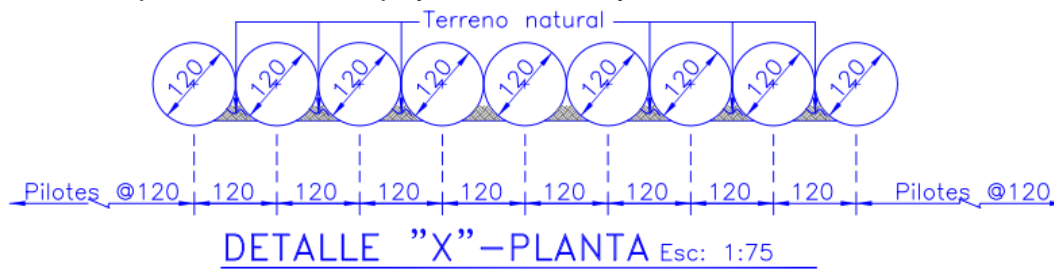 Terreno natural
120 120 120 120 120 120 120 120 120
Pilotes @120 120 120 120 120 120 120 120 120 Pilotes @120
DETALLE "X"-PLANTA Esc: 1:75